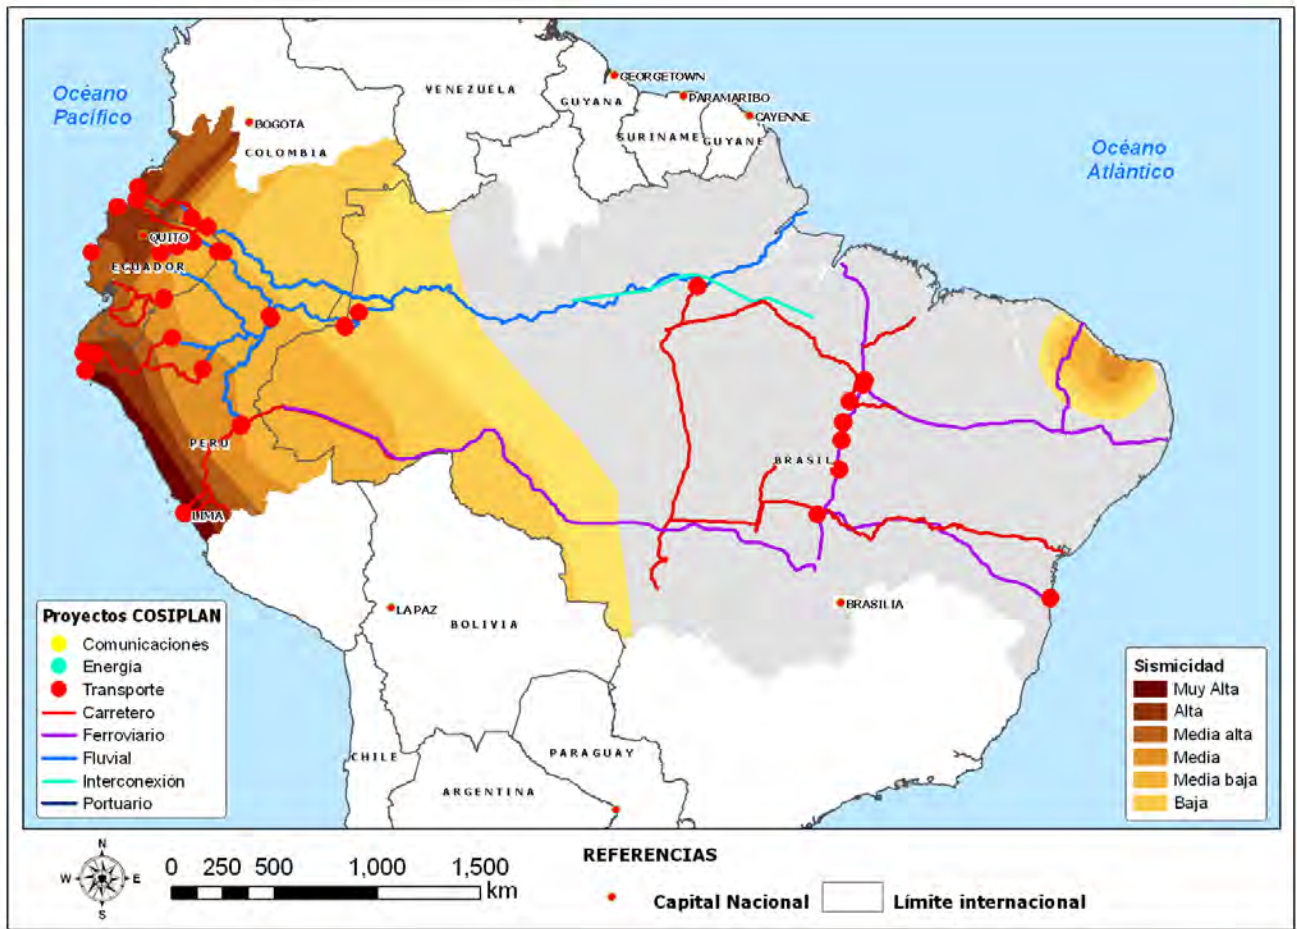 Océano
Pacífico
VENEZUELA
GEORGETOWN
GUYANA
PARAMARIBO
CAYENNE
BOGOTA
COLOMBIA
SURINAME
GUYANE
Océano
Atlántico
QUITO
ECUADOR
PERU
BRASIL
LIMA
LA PAZ
BOLIVIA
BRASILIA
CHILE
PARAGUAY
ARGENTINA
Proyectos COSIPLAN
Comunicaciones
Energía
Transporte
Carretero
Ferroviario
Fluvial
Interconexión
Portuario
Sismicidad
Muy Alta
Alta
Media alta
Media
Media baja
Baja
N
W E
S
0 250 500 1,000 1,500
km
REFERENCIAS
Capital Nacional
Límite internacional